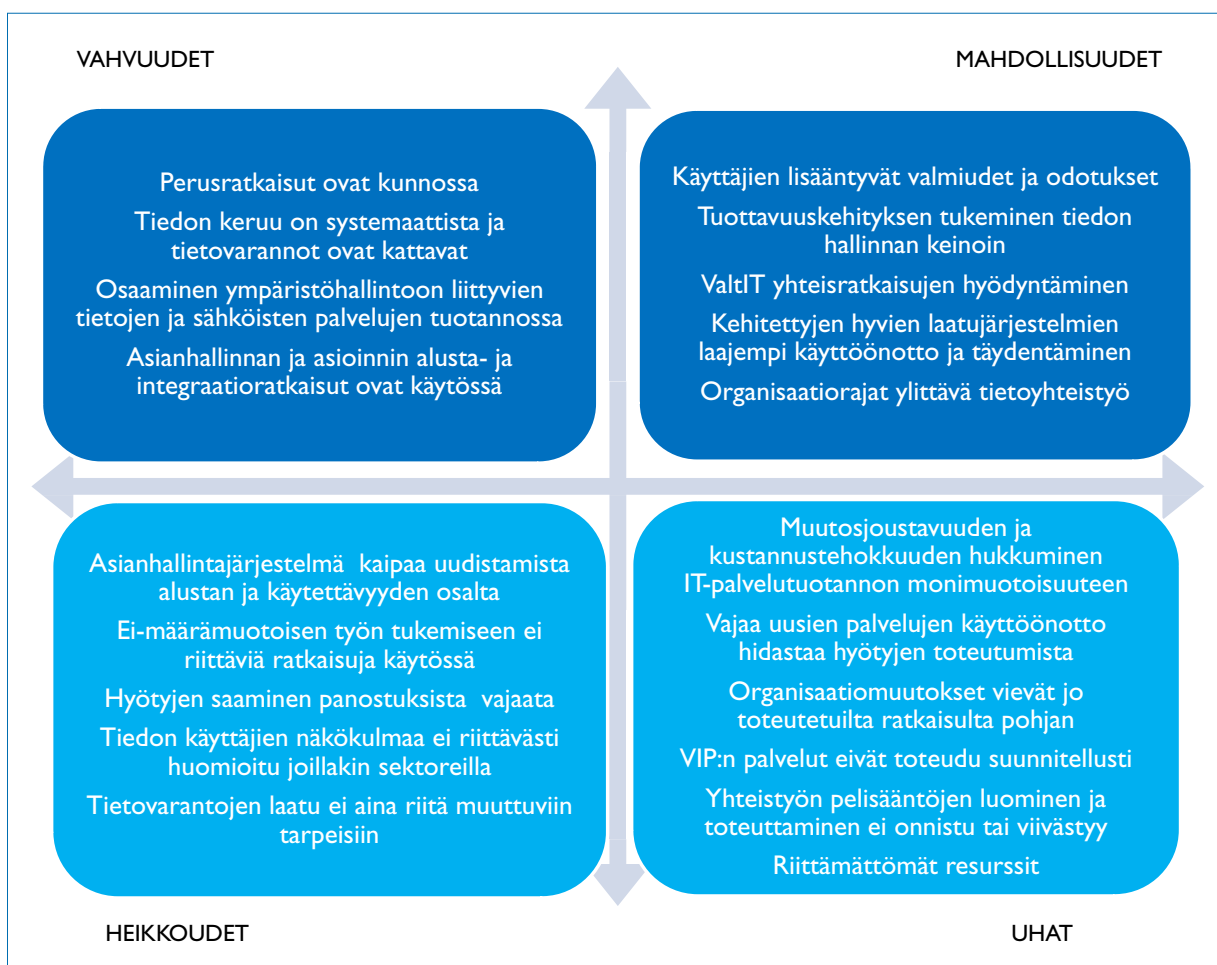 VAHVUUDET
MAHDOLLISUUDET
Perusratkaisut ovat kunnossa
Tiedon keruu on systemaattista ja
tietovarannot ovat kattavat
Osaaminen ympäristöhallintoon liittyvien
tietojen ja sähköisten palvelujen tuotannossa
Asianhallinnan ja asioinnin alusta- ja
integraatioratkaisut ovat käytössä
Käyttäjien lisääntyvät valmiudet ja odotukset
Tuottavuuskehityksen tukeminen tiedon
hallinnan keinoin
ValtIT yhteisratkaisujen hyödyntäminen
Kehitettyjen hyvien laatujärjestelmien
laajempi käyttöönotto ja täydentäminen
Organisaatiorajat ylittävä tietoyhteistyö
Asianhallintajärjestelmä kaipaa uudistamista
alustan ja käytettävyyden osalta
Ei-määrämuotoisen työn tukemiseen ei
riittäviä ratkaisuja käytössä
Hyötyjen saaminen panostuksista vajaata
Tiedon käyttäjien näkökulmaa ei riittävästi
huomioitu joillakin sektoreilla
Tietovarantojen laatu ei aina riitä muuttuviin
tarpeisiin
Muutosjoustavuuden ja
kustannustehokkuuden hukkuminen
IT-palvelutuotannon monimuotoisuuteen
Vajaa uusien palvelujen käyttöönotto
hidastaa hyötyjen toteutumista
Organisaatiomuutokset vievät jo
toteutetuilta ratkaisulta pohjan
VIP:n palvelut eivät toteudu suunnitellusti
Yhteistyön pelisääntöjen luominen ja
toteuttaminen ei onnistu tai viivästyy
Riittämättömät resurssit
HEIKKOUDET
UHAT